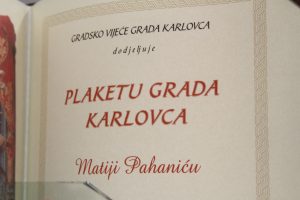 GRADSKO VIJEĆE GRADA KARLOVCA
dodjeljuje
PLAKETU GRADA
KARLOVCA
Matiji Pahaniću